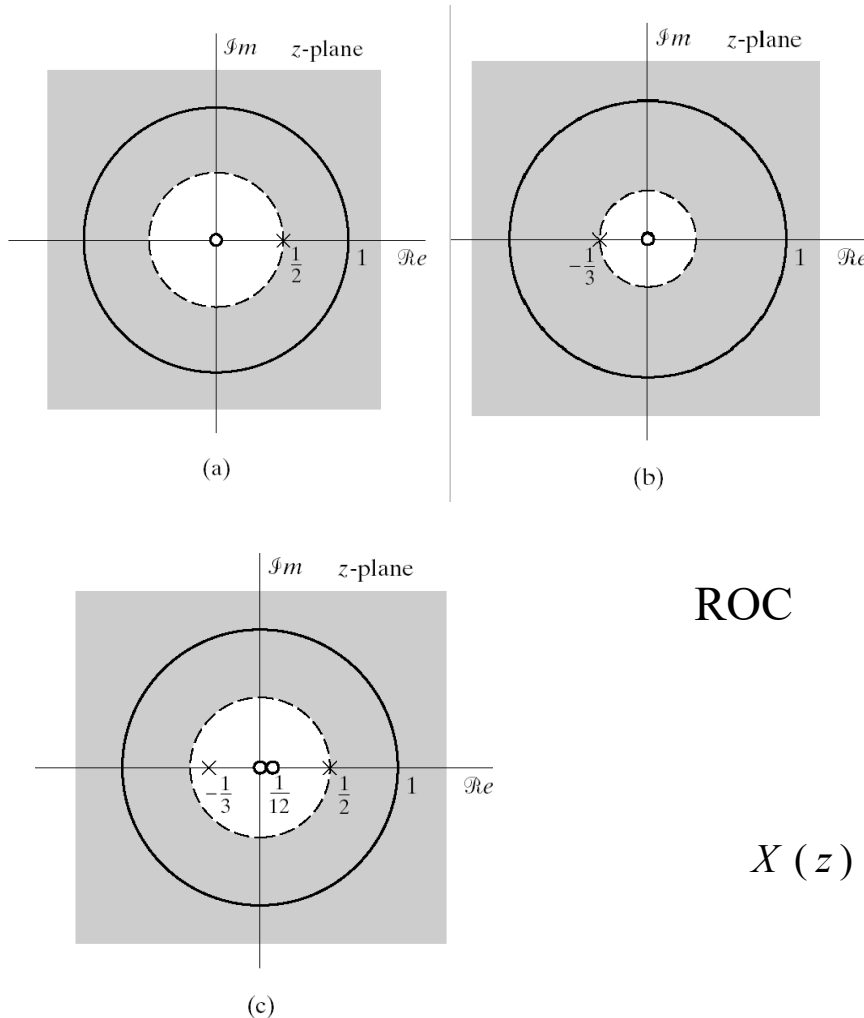 ℐm z-plane
1/2 1 ℛe
(a)
ℐm z-plane
-1/3 1 ℛe
(b)
ℐm z-plane
-1/3 1/12 1/2 1 ℛe
(c)
ROC
X ( z )